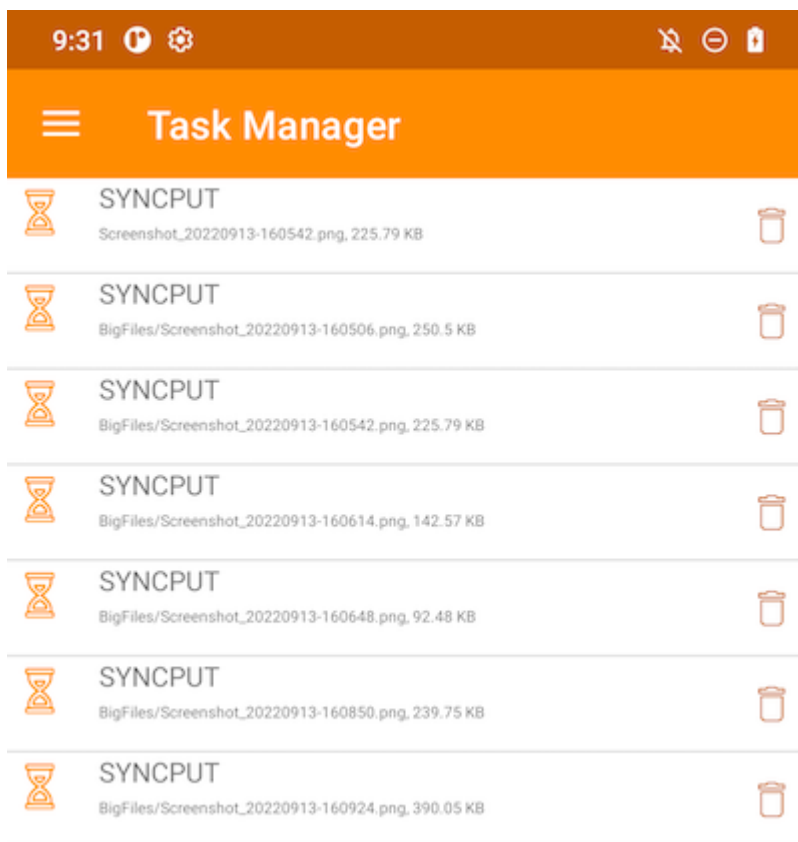 9:31
Task Manager
SYNCPUT
Screenshot_20220913-160542.png, 225.79 KB
SYNCPUT
BigFiles/Screenshot_20220913-160506.png, 250.5 KB
SYNCPUT
BigFiles/Screenshot_20220913-160542.png, 225.79 KB
SYNCPUT
BigFiles/Screenshot_20220913-160614.png, 142.57 KB
SYNCPUT
BigFiles/Screenshot_20220913-160648.png, 92.48 KB
SYNCPUT
BigFiles/Screenshot_20220913-160850.png, 239.75 KB
SYNCPUT
BigFiles/Screenshot_20220913-160924.png, 390.05 KB